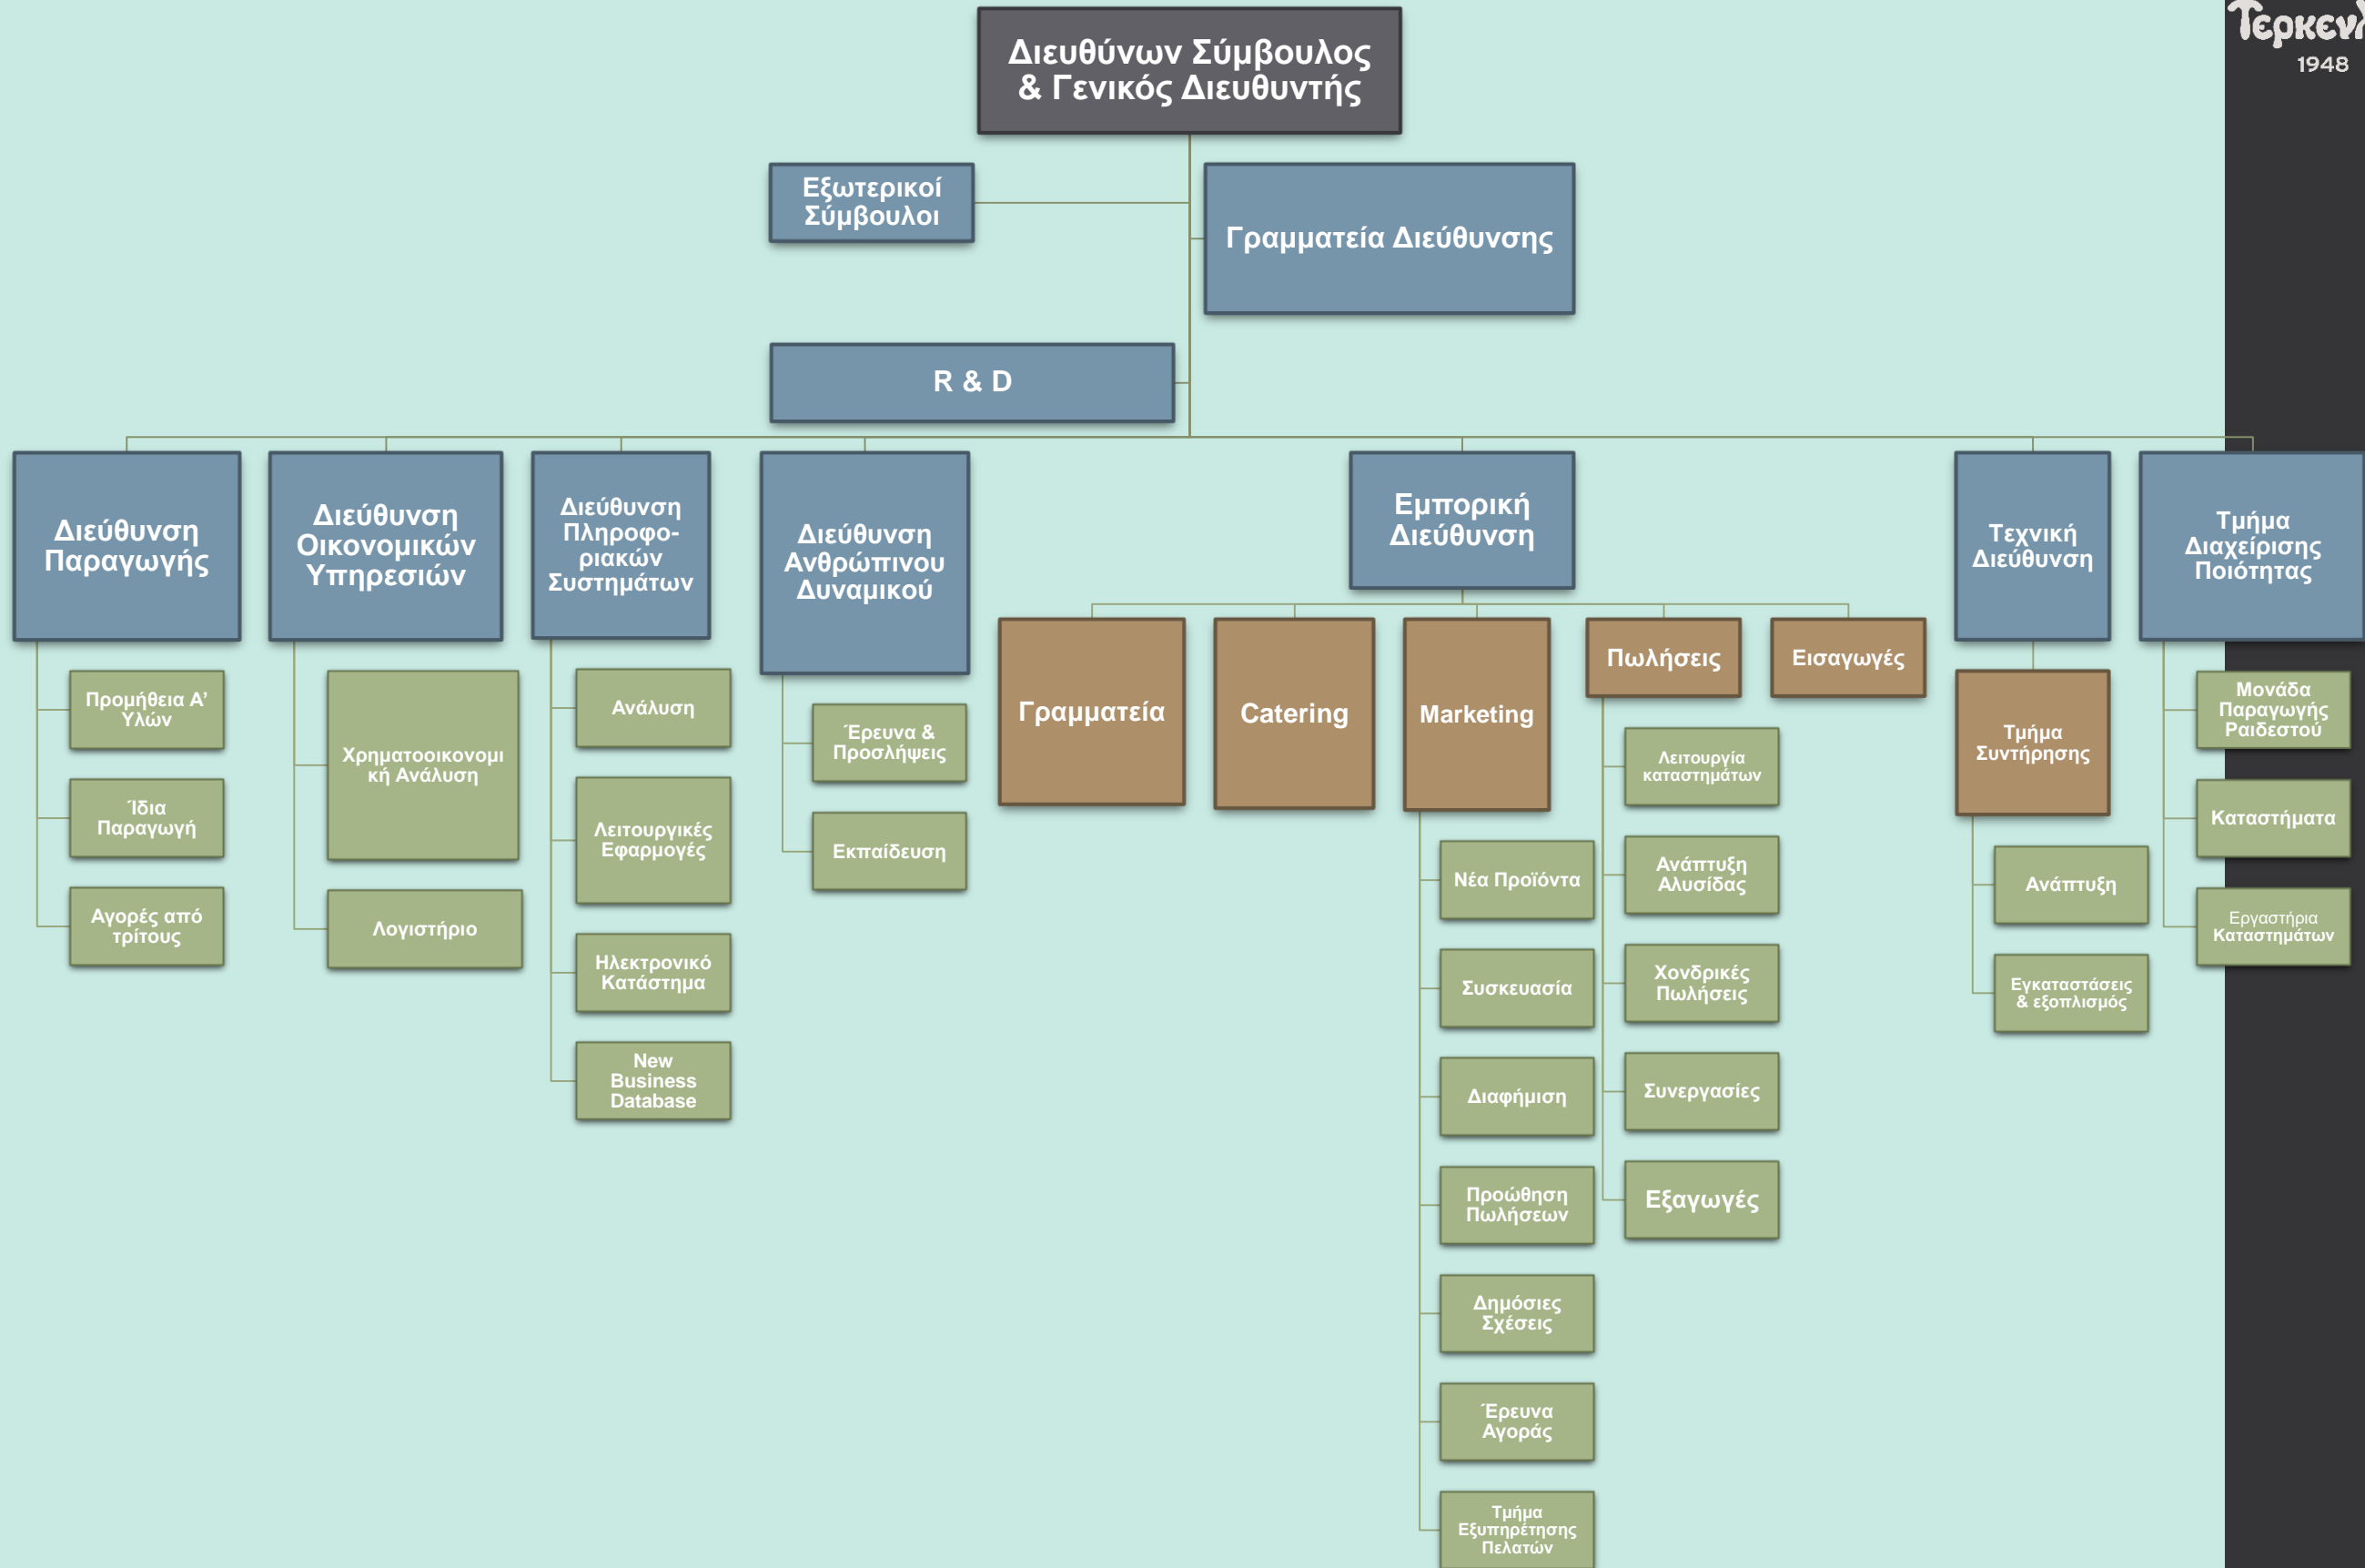 1948
Διευθύνων Σύμβουλος
& Γενικός Διευθυντής
Εξωτερικοί
Σύμβουλοι
Γραμματεία Διεύθυνσης
R & D
Διεύθυνση
Παραγωγής
Προμήθεια Α’
Υλών
Ίδια
Παραγωγή
Αγορές από
τρίτους
Διεύθυνση
Οικονομικών
Υπηρεσιών
Χρηματοοικονομι
κή Ανάλυση
Λογιστήριο
Διεύθυνση
Πληροφο-
ριακών
Συστημάτων
Ανάλυση
Λειτουργικές
Εφαρμογές
Ηλεκτρονικό
Κατάστημα
New
Business
Database
Διεύθυνση
Ανθρώπινου
Δυναμικού
Έρευνα &
Προσλήψεις
Εκπαίδευση
Εμπορική
Διεύθυνση
Γραμματεία
Catering
Marketing
Νέα Προϊόντα
Συσκευασία
Διαφήμιση
Προώθηση
Πωλήσεων
Δημόσιες
Σχέσεις
Έρευνα
Αγοράς
Τμήμα
Εξυπηρέτησης
Πελατών
Πωλήσεις
Λειτουργία
καταστημάτων
Ανάπτυξη
Αλυσίδας
Χονδρικές
Πωλήσεις
Συνεργασίες
Εξαγωγές
Εισαγωγές
Τεχνική
Διεύθυνση
Τμήμα
Συντήρησης
Ανάπτυξη
Εγκαταστάσεις
& εξοπλισμός
Τμήμα
Διαχείρισης
Ποιότητας
Μονάδα
Παραγωγής
Ραιδεστού
Καταστήματα
Εργαστήρια
Καταστημάτων